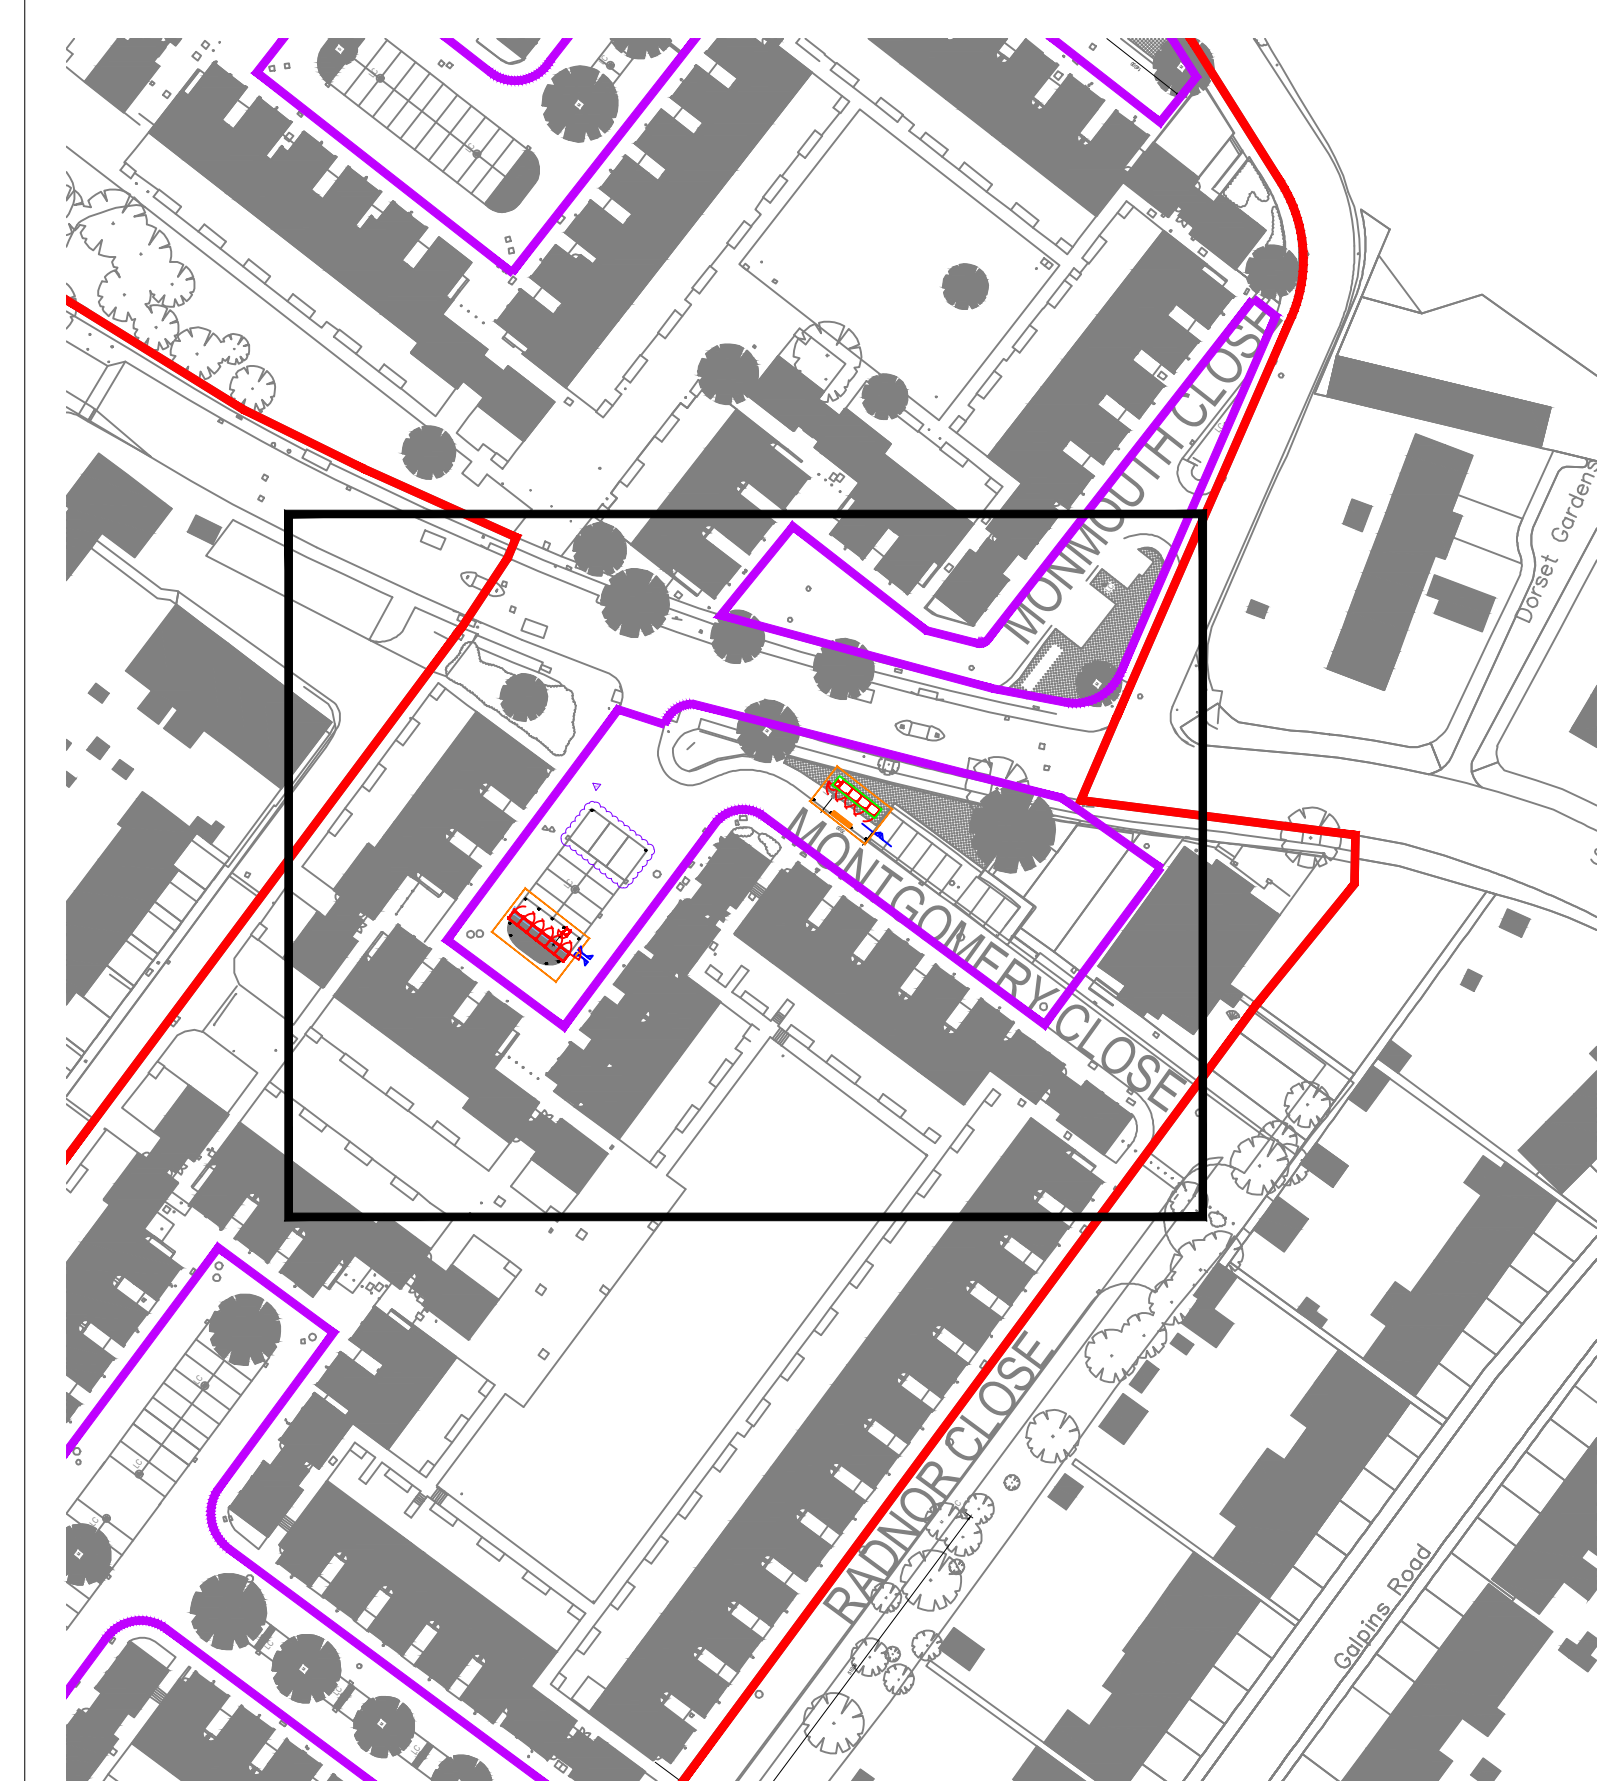 MONMOUTH CLOSE
Dorset Gardens
MONTGOMERY CLOSE
RADNOR CLOSE
Galpins Road